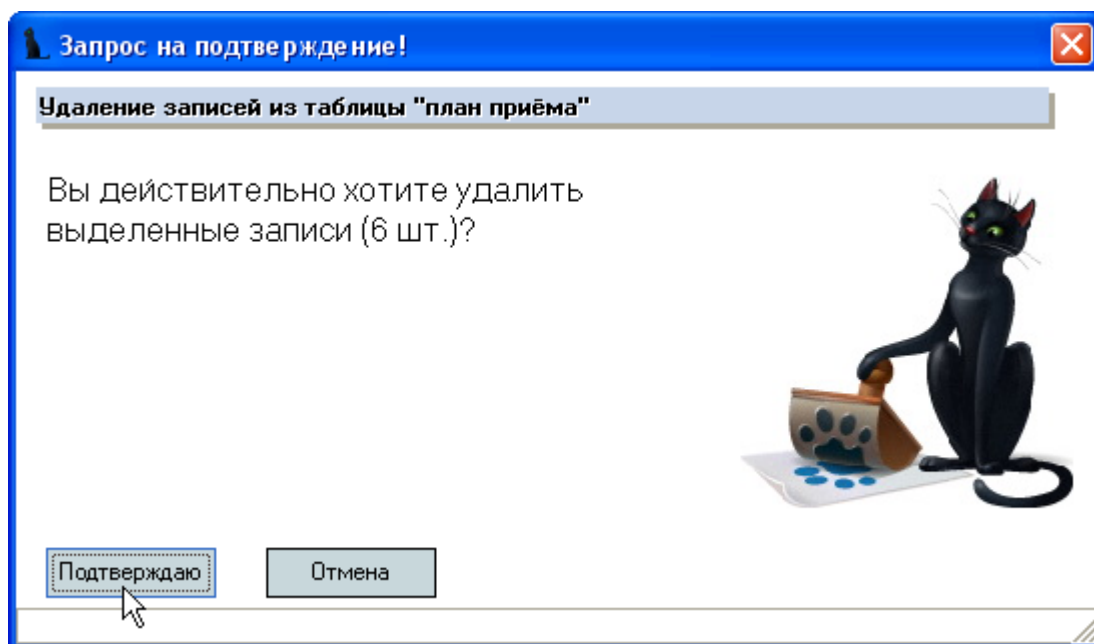 Запрос на подтверждение!
Удаление записей из таблицы "план приёма"
Вы действительно хотите удалить
выделенные записи (6 шт.)?
Подтверждаю
Отмена